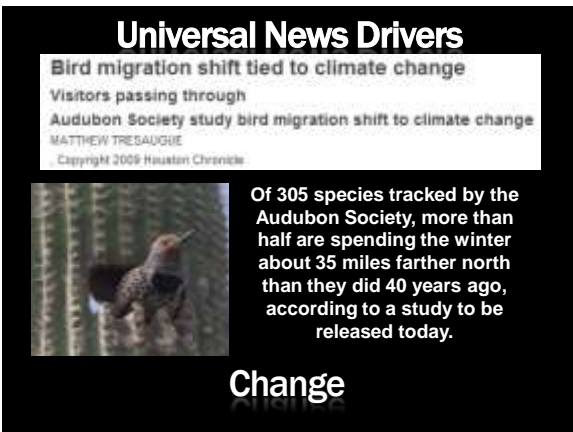 Universal News Drivers
Bird migration shift tied to climate change
Visitors passing through
Audubon Society study bird migration shift to climate change
MATTHEW TRESAUGUE
. Copyright 2009 Houston Chronicle
Of 305 species tracked by the
Audubon Society, more than
half are spending the winter
about 35 miles farther north
than they did 40 years ago,
according to a study to be
released today.
Change